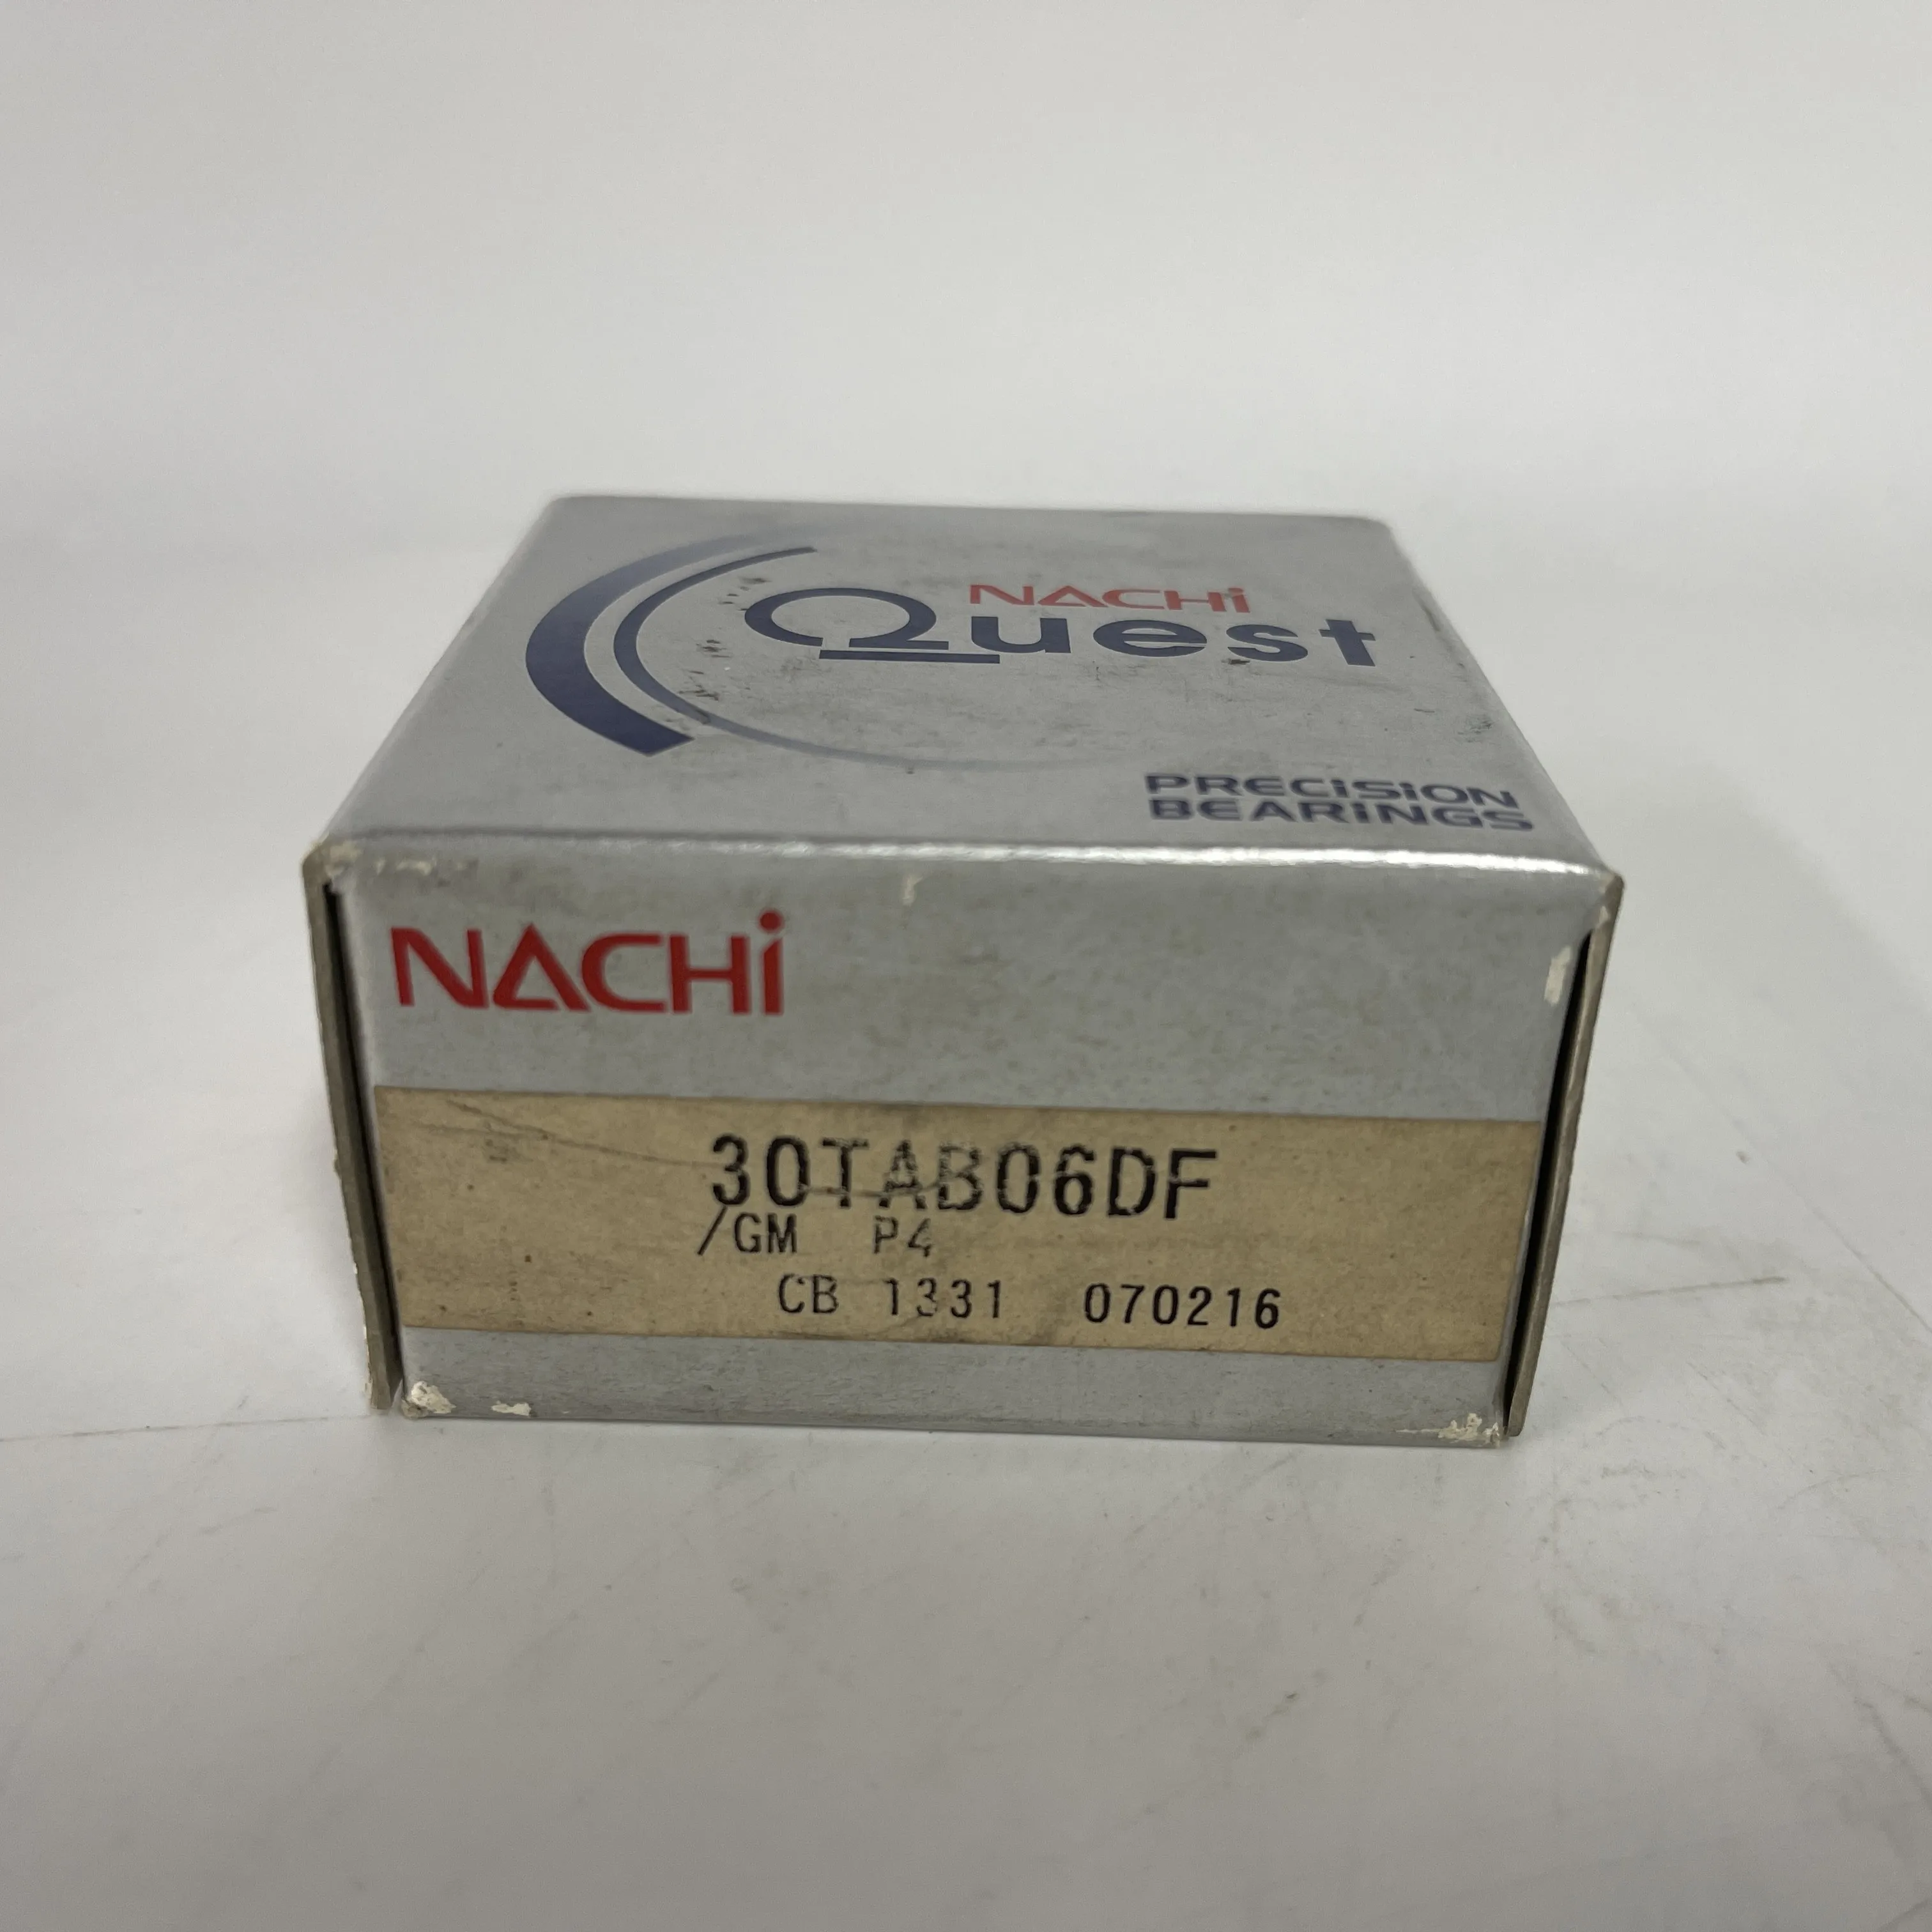 NACHi
Quest
PRECiSiON
BEARiNGS
NACHi
30TAB06DF
/GM P4
CB 1331 070216